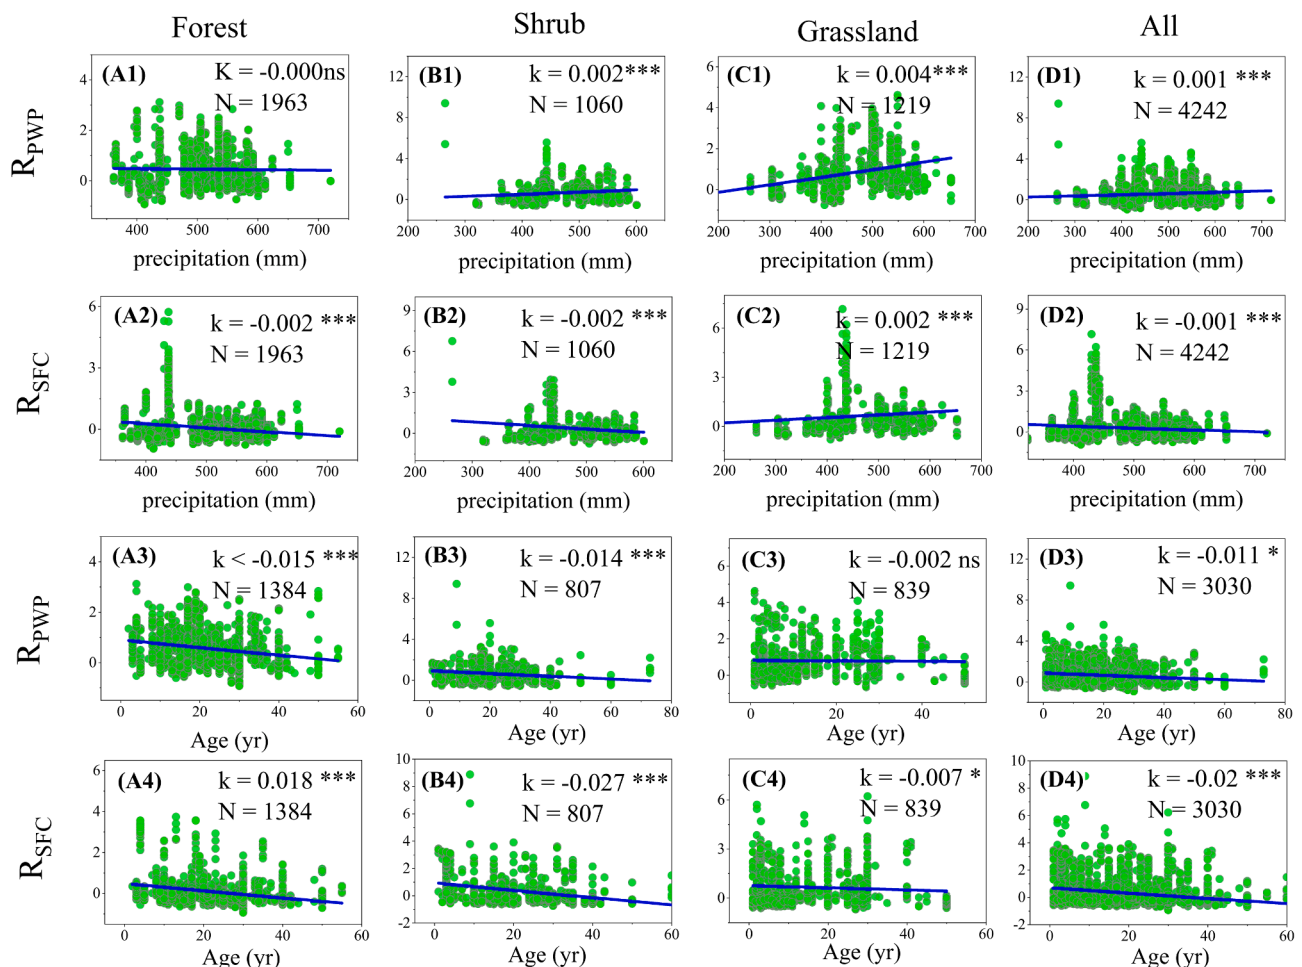 Forest Shrub Grassland All
R_PWP
(A1) K = -0.000ns
N = 1963
4
2
0
400 500 600 700
precipitation (mm)
(B1) k = 0.002***
N = 1060
12
8
4
0
200 300 400 500 600
precipitation (mm)
(C1) k = 0.004***
N = 1219
6
4
2
0
200 300 400 500 600 700
precipitation (mm)
(D1) k = 0.001 ***
N = 4242
12
8
4
0
200 300 400 500 600 700
precipitation (mm)
R_SFC
(A2) k = -0.002 ***
N = 1963
6
3
0
400 500 600 700
precipitation (mm)
(B2) k = -0.002 ***
N = 1060
9
6
3
0
200 300 400 500 600
precipitation (mm)
(C2) k = 0.002 ***
N = 1219
6
3
0
200 300 400 500 600 700
precipitation (mm)
(D2) k = -0.001 ***
N = 4242
9
6
3
0
400 500 600 700
precipitation (mm)
R_PWP
(A3) k < -0.015 ***
N = 1384
4
2
0
0 20 40 60
Age (yr)
(B3) k = -0.014 ***
N = 807
12
8
4
0
0 20 40 60 80
Age (yr)
(C3) k = -0.002 ns
N = 839
6
4
2
0
0 20 40
Age (yr)
(D3) k = -0.011 *
N = 3030
12
8
4
0
0 20 40 60 80
Age (yr)
R_SFC
(A4) k = 0.018 ***
N = 1384
6
4
2
0
0 20 40 60
Age (yr)
(B4) k = -0.027 ***
N = 807
10
8
6
4
2
0
-2
0 20 40 60
Age (yr)
(C4) k = -0.007 *
N = 839
8
6
4
2
0
0 20 40 60
Age (yr)
(D4) k = -0.02 ***
N = 3030
10
8
6
4
2
0
-2
0 20 40 60
Age (yr)